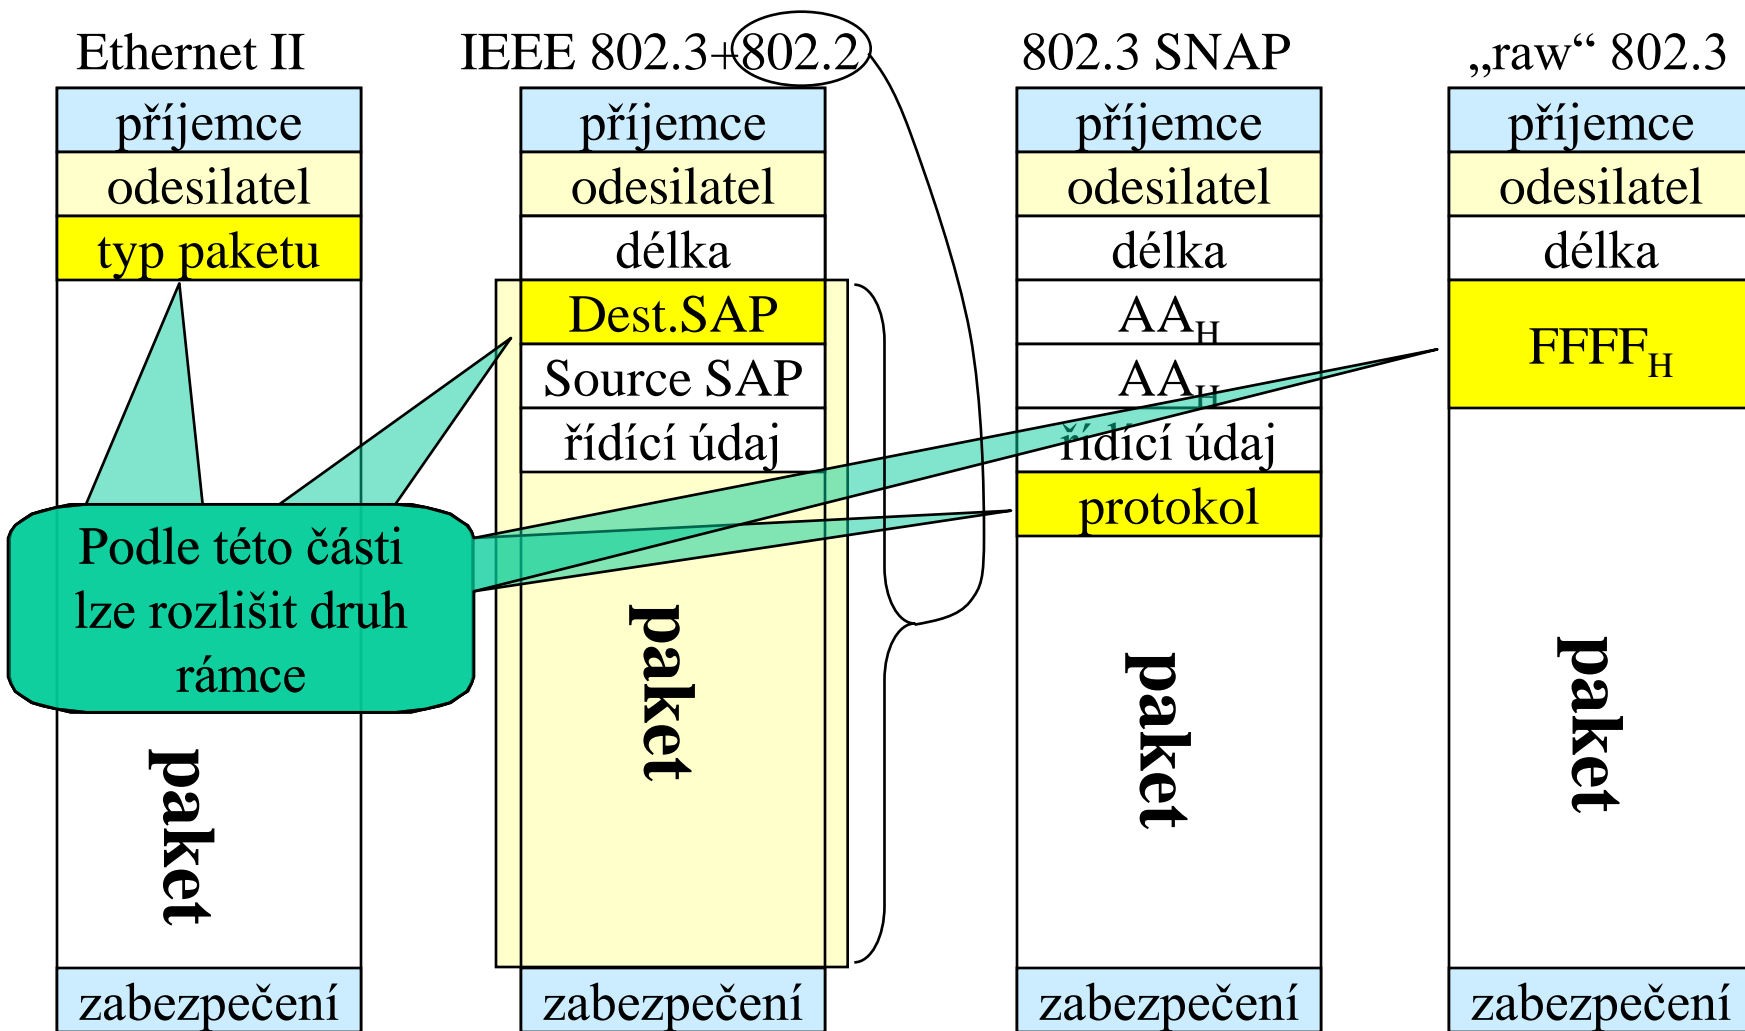 Ethernet II
příjemce
odesilatel
typ paketu
paket
zabezpečení
IEEE 802.3+802.2
příjemce
odesilatel
délka
Dest.SAP
Source SAP
řídící údaj
paket
zabezpečení
802.3 SNAP
příjemce
odesilatel
délka
AAH
AAH
řídící údaj
protokol
paket
zabezpečení
„raw“ 802.3
příjemce
odesilatel
délka
FFFFH
paket
zabezpečení
Podle této části
lze rozlišit druh
rámce